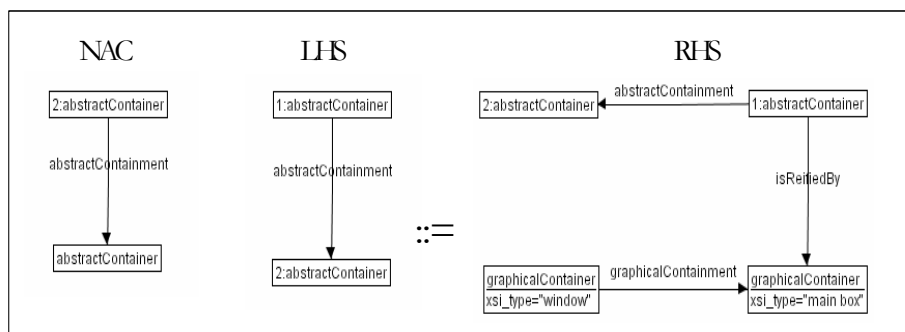 NAC
LHS
RHS
2:abstractContainer
abstractContainment
abstractContainer
1:abstractContainer
abstractContainment
2:abstractContainer
::=
2:abstractContainer
abstractContainment
1:abstractContainer
isReifiedBy
graphicalContainer
xsi_type="window"
graphicalContainment
graphicalContainer
xsi_type="main box"